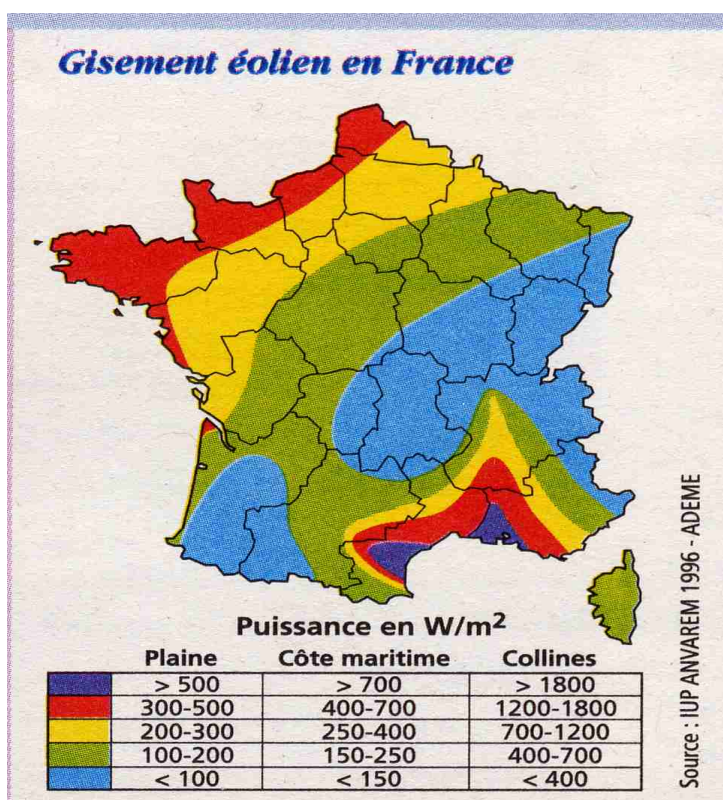 Gisement éolien en France
Puissance en W/m²
Plaine Côte maritime Collines
> 500 > 700 > 1800
300-500 400-700 1200-1800
200-300 250-400 700-1200
100-200 150-250 400-700
< 100 < 150 < 400
Source : IUP ANVAREM 1996 - ADEME